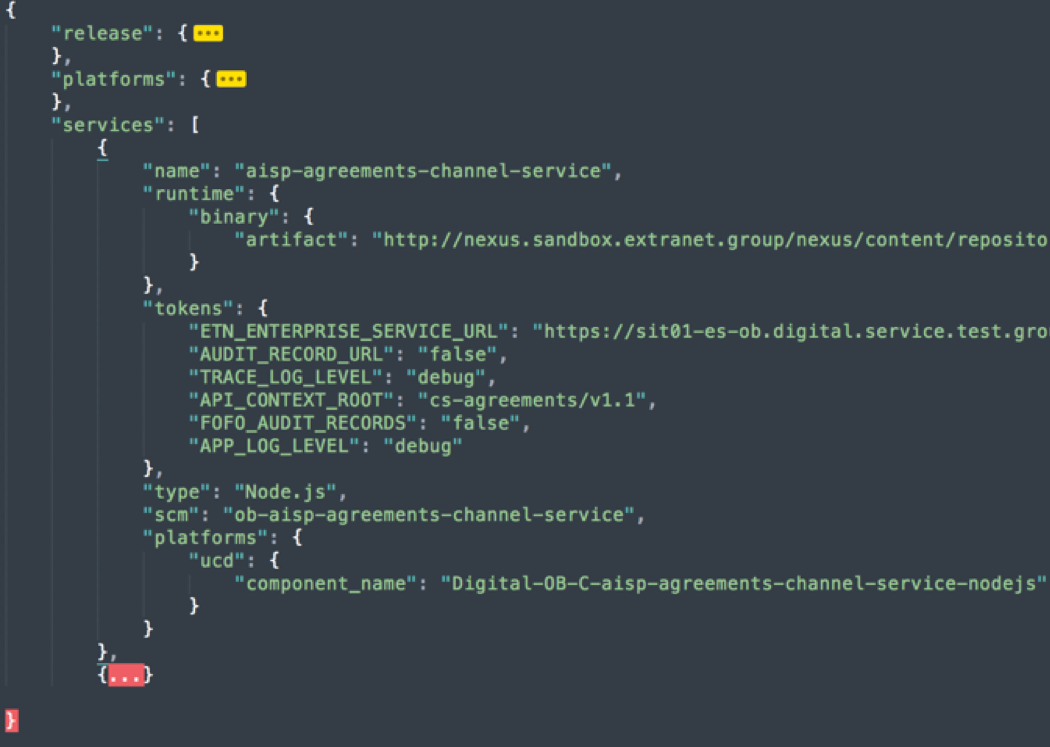 {
"release": { ...
},
"platforms": { ...
},
"services": [
{
"name": "aisp-agreements-channel-service",
"runtime": {
"binary": {
"artifact": "http://nexus.sandbox.extranet.group/nexus/content/reposito
}
},
"tokens": {
"ETN_ENTERPRISE_SERVICE_URL": "https://sit01-es-ob.digital.service.test.gro
"AUDIT_RECORD_URL": "false",
"TRACE_LOG_LEVEL": "debug",
"API_CONTEXT_ROOT": "cs-agreements/v1.1",
"FOFO_AUDIT_RECORDS": "false",
"APP_LOG_LEVEL": "debug"
},
"type": "Node.js",
"scm": "ob-aisp-agreements-channel-service",
"platforms": {
"ucd": {
"component_name": "Digital-OB-C-aisp-agreements-channel-service-nodejs"
}
}
},
{...}
}